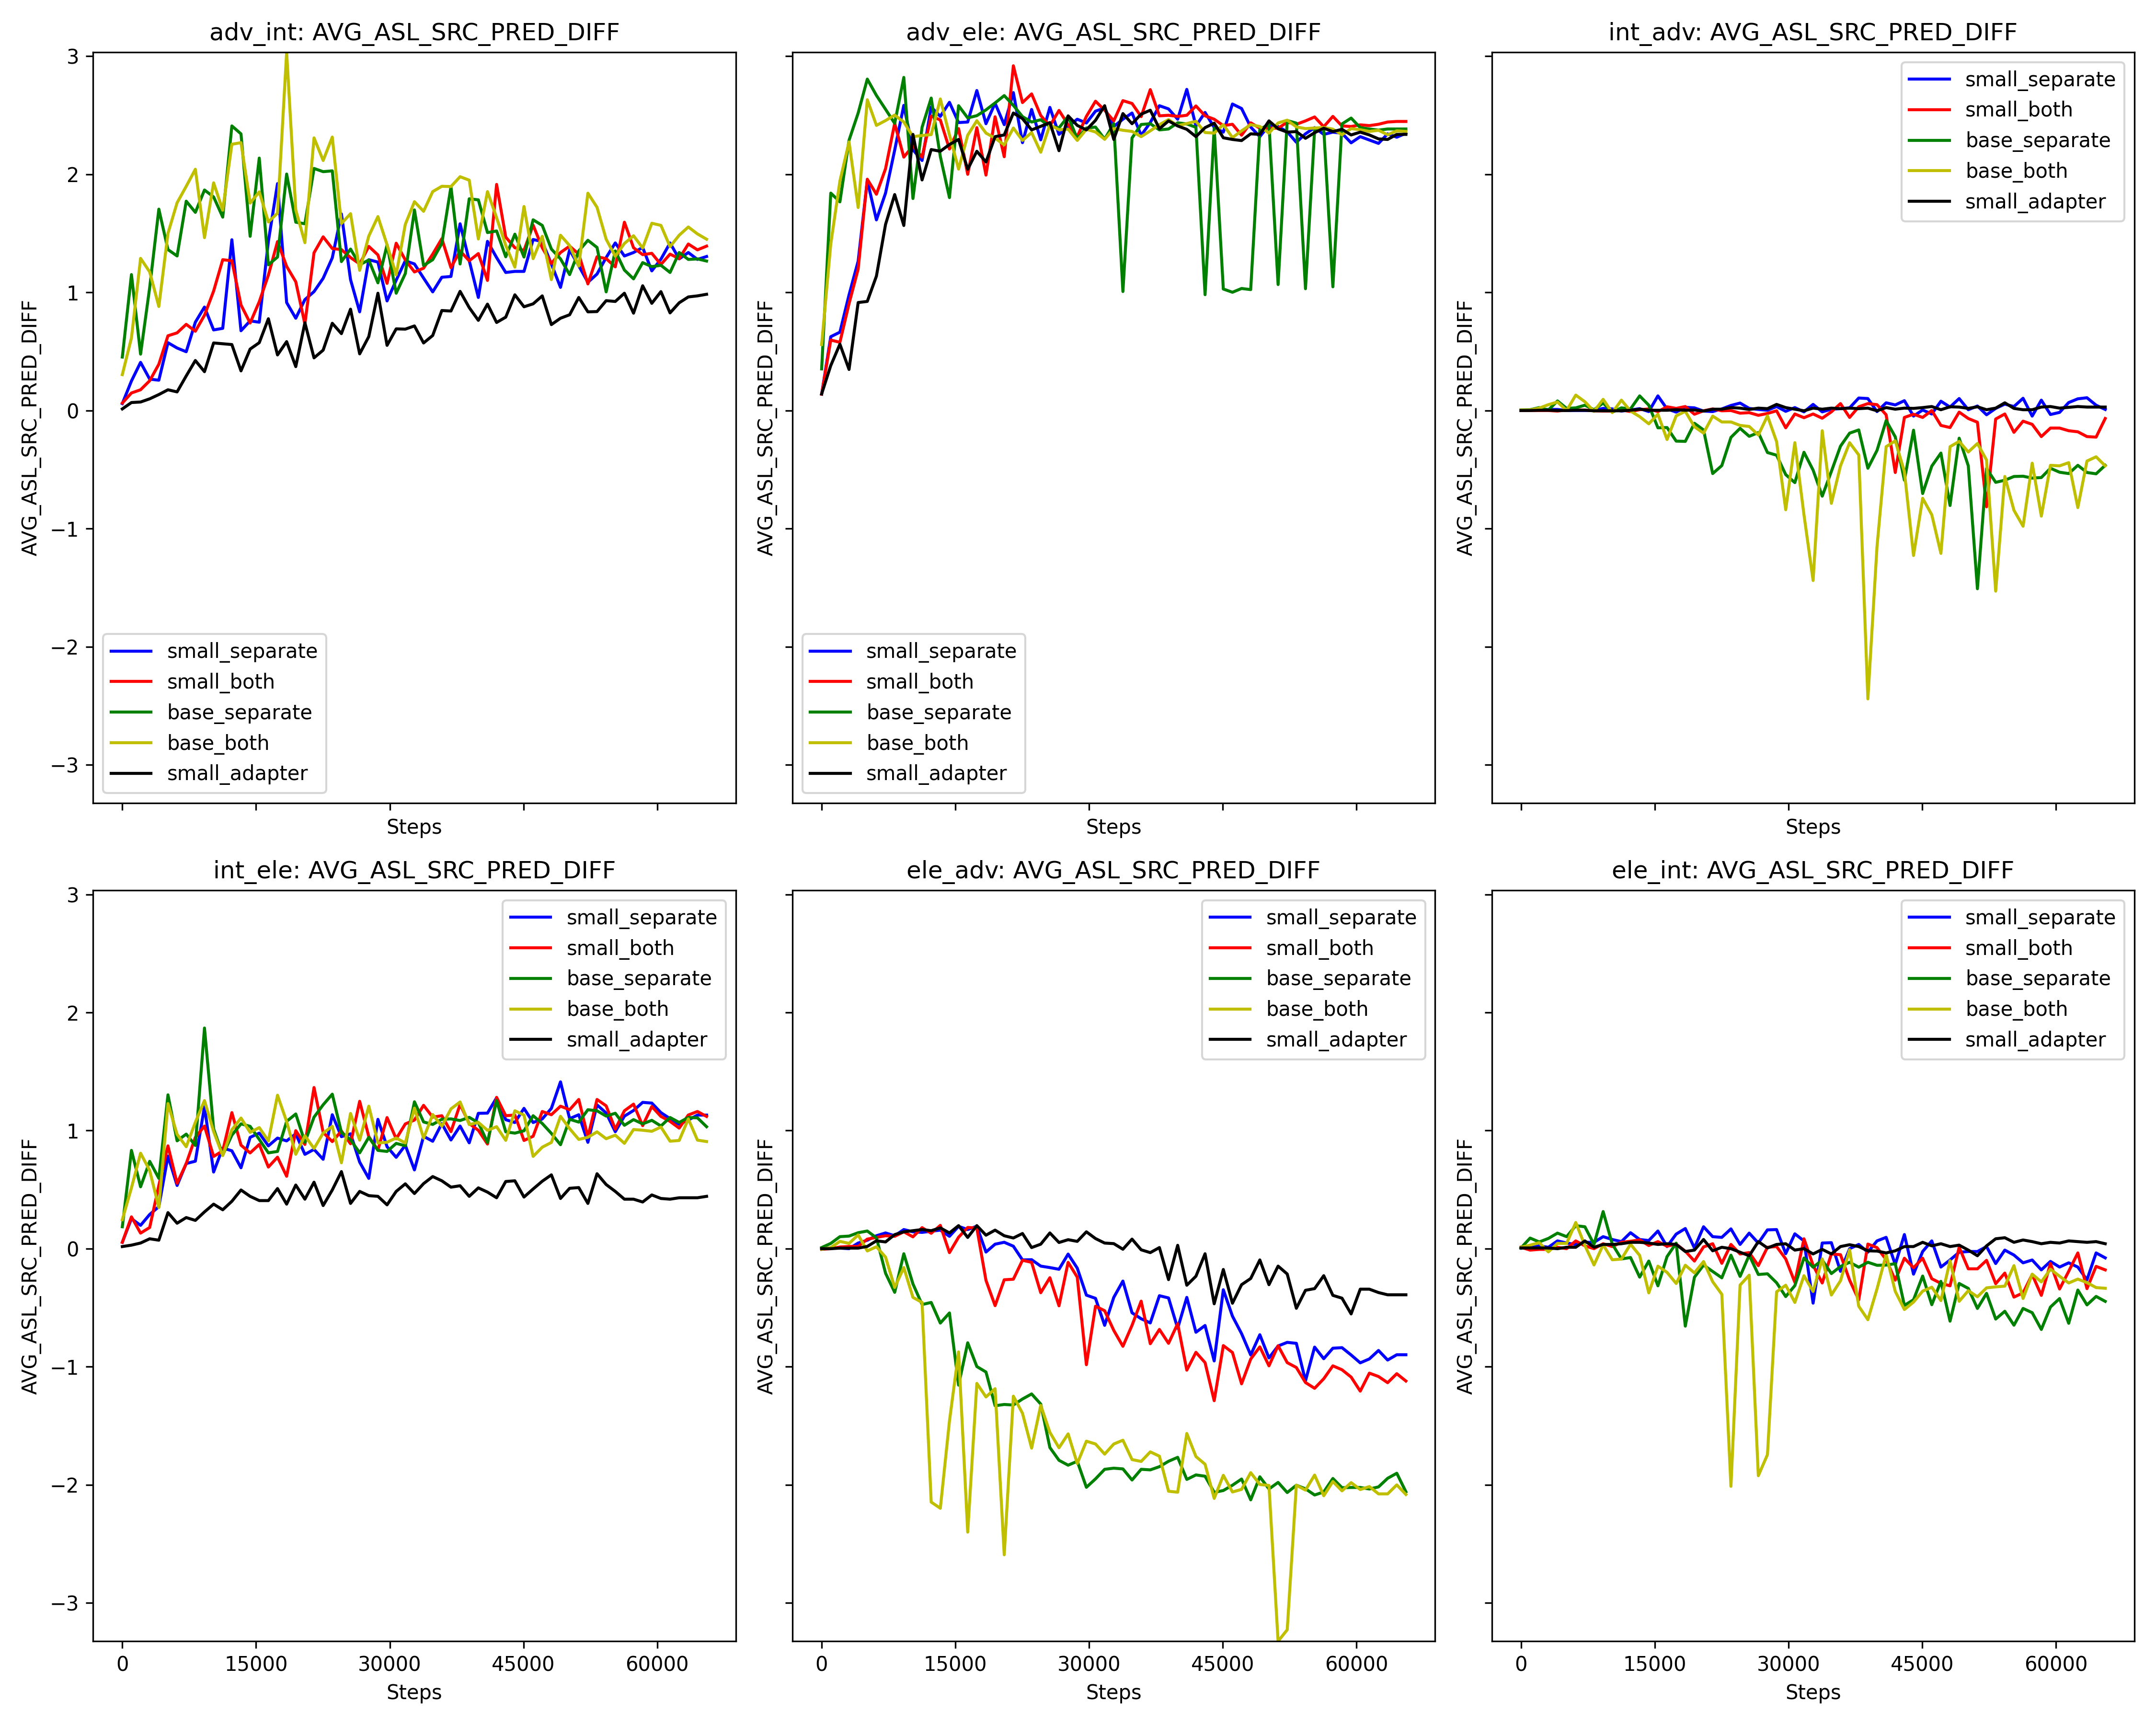 adv_int: AVG_ASL_SRC_PRED_DIFF
AVG_ASL_SRC_PRED_DIFF
3
2
1
0
−1
−2
−3
small_separate
small_both
base_separate
base_both
small_adapter
Steps
adv_ele: AVG_ASL_SRC_PRED_DIFF
AVG_ASL_SRC_PRED_DIFF
small_separate
small_both
base_separate
base_both
small_adapter
Steps
int_adv: AVG_ASL_SRC_PRED_DIFF
AVG_ASL_SRC_PRED_DIFF
small_separate
small_both
base_separate
base_both
small_adapter
Steps
int_ele: AVG_ASL_SRC_PRED_DIFF
AVG_ASL_SRC_PRED_DIFF
3
2
1
0
−1
−2
−3
small_separate
small_both
base_separate
base_both
small_adapter
0 15000 30000 45000 60000
Steps
ele_adv: AVG_ASL_SRC_PRED_DIFF
AVG_ASL_SRC_PRED_DIFF
small_separate
small_both
base_separate
base_both
small_adapter
0 15000 30000 45000 60000
Steps
ele_int: AVG_ASL_SRC_PRED_DIFF
AVG_ASL_SRC_PRED_DIFF
small_separate
small_both
base_separate
base_both
small_adapter
0 15000 30000 45000 60000
Steps